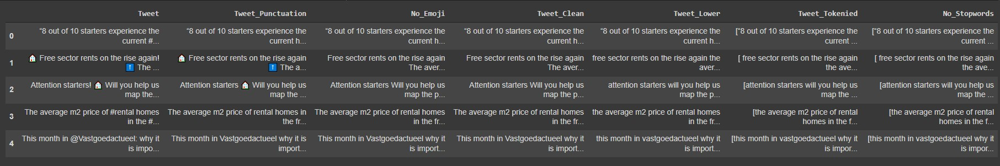 Tweet Tweet_Punctuation No_Emoji Tweet_Clean Tweet_Lower Tweet_Tokenied No_Stopwords
0 “8 out of 10 starters experience the “8 out of 10 starters experience the “8 out of 10 starters experience the “8 out of 10 starters experience the “8 out of 10 starters experience the [“8 out of 10 starters experience the [“8 out of 10 starters experience the
current #... current h... current h... current h... current h... current ... current ...
1 🏠 Free sector rents on the rise again! 🏠 Free sector rents on the rise again Free sector rents on the rise again Free sector rents on the rise again free sector rents on the rise again the [ free sector rents on the rise again [ free sector rents on the rise again
⬆️ The ... ⬆️ The a... The aver... The aver... aver... the ave... the ave...
2 Attention starters! 🏠 Will you help us Attention starters 🏠 Will you help us Attention starters Will you help us Attention starters Will you help us attention starters will you help us [attention starters will you help us [attention starters will you help us
map the... map the ... map the p... map the p... map the p... map the ... map the ...
3 The average m2 price of #rental homes The average m2 price of rental homes in The average m2 price of rental homes The average m2 price of rental homes the average m2 price of rental homes [the average m2 price of rental [the average m2 price of rental
in the #... the fr... in the fr... in the fr... in the fr... homes in the f... homes in the f...
4 This month in @Vastgoedactueel: why it This month in Vastgoedactueel why it is This month in Vastgoedactueel why it This month in Vastgoedactueel why it this month in vastgoedactueel why it [this month in vastgoedactueel why it [this month in vastgoedactueel why it
is impo... import... is import... is import... is import... is impor... is impor...